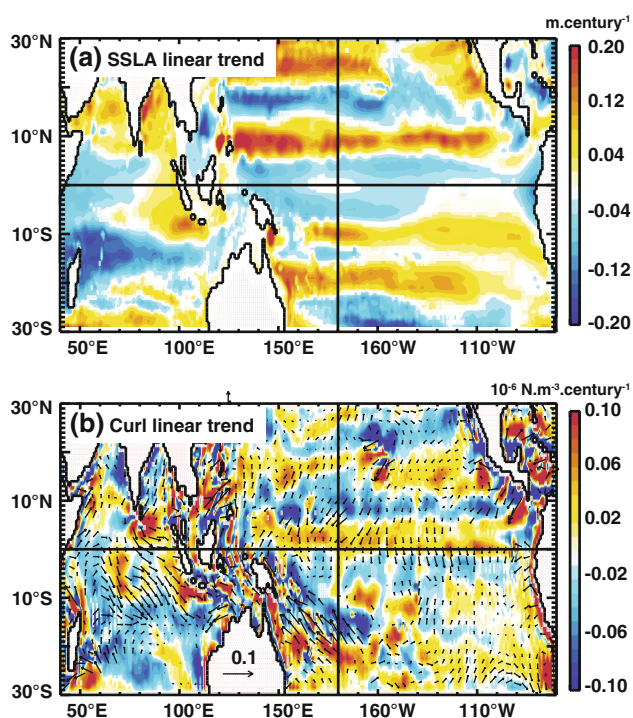 m.century-1
30°N
(a) SSLA linear trend
0.20
0.12
10°N
0.04
-0.04
10°S
-0.12
30°S
-0.20
50°E 100°E 150°E 160°W 110°W
10-6 N.m-3.century-1
30°N
(b) Curl linear trend
0.10
0.06
10°N
0.02
-0.02
10°S
-0.06
0.1
30°S
-0.10
50°E 100°E 150°E 160°W 110°W